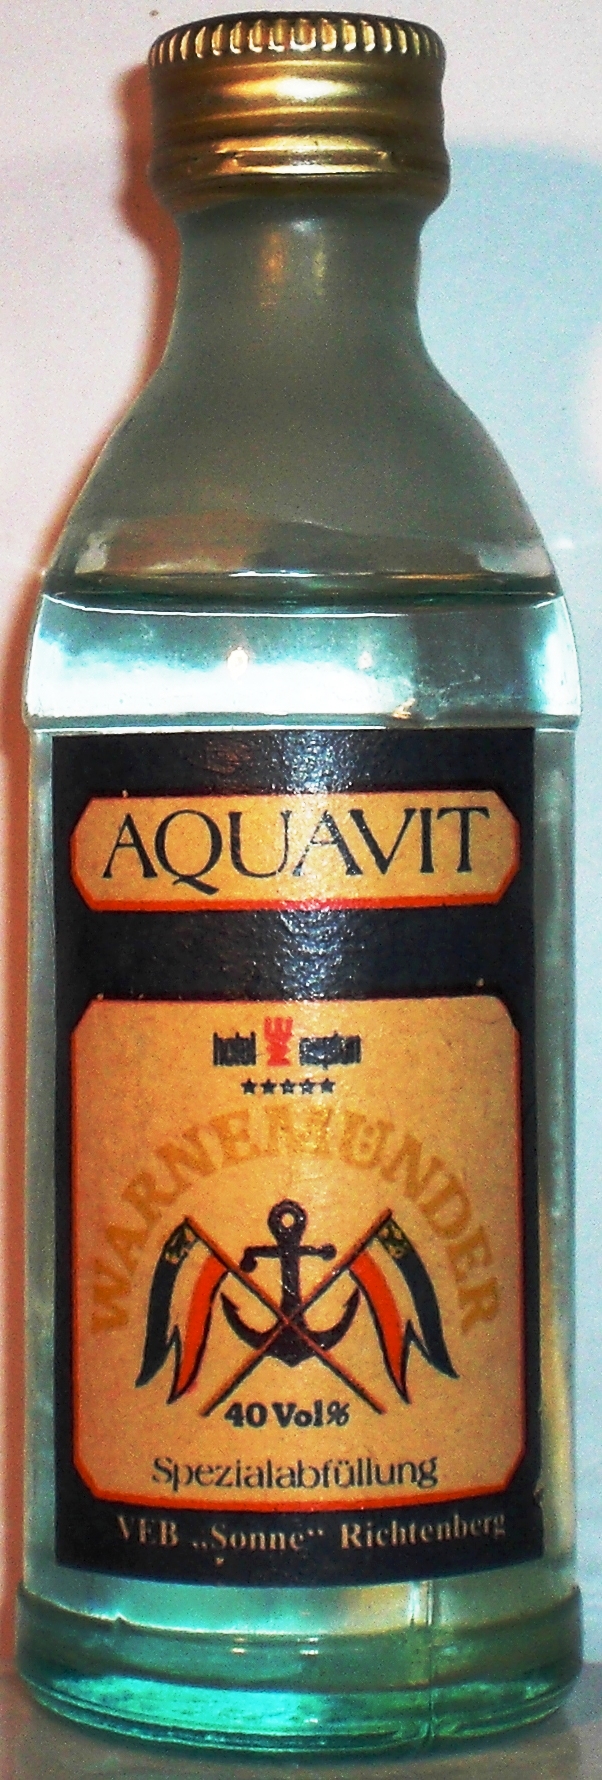 AQUAVIT
hotel neptun
WARNEMÜNDER
40 Vol%
Spezialabfüllung
VEB „Sonne“ Richtenberg